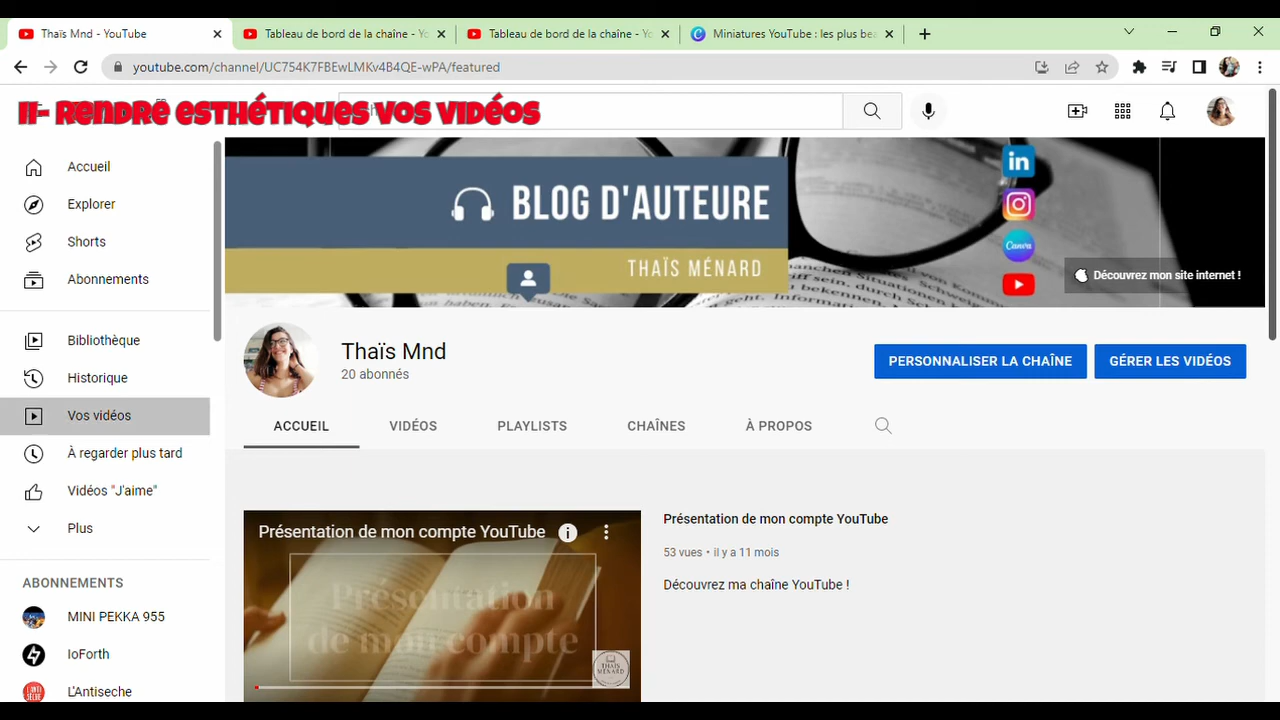 Thaïs Mnd - YouTube
Tableau de bord de la chaîne - Yo
Tableau de bord de la chaîne - Yo
Miniatures YouTube : les plus bea
youtube.com/channel/UC754K7FBEwLMKv4B4QE-wPA/featured
II- Rendre esthétiques vos vidéos
Accueil
Explorer
Shorts
Abonnements
Bibliothèque
Historique
Vos vidéos
À regarder plus tard
Vidéos "J'aime"
Plus
ABONNEMENTS
MINI PEKKA 955
IoForth
L'Antiseche
BLOG D'AUTEURE
THAÏS MÉNARD
in
Canva
Découvrez mon site internet !
Thaïs Mnd
20 abonnés
PERSONNALISER LA CHAÎNE
GÉRER LES VIDÉOS
ACCUEIL
VIDÉOS
PLAYLISTS
CHAÎNES
À PROPOS
Présentation de mon compte YouTube
Présentation
de mon compte
THAÏS
MÉNARD
Présentation de mon compte YouTube
53 vues • il y a 11 mois
Découvrez ma chaîne YouTube !